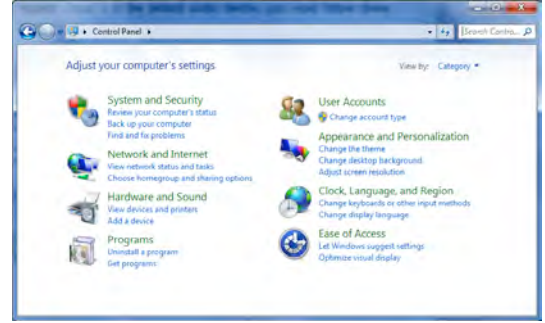 Control Panel
Search Contro...
Adjust your computer's settings
View by: Category
System and Security
Review your computer's status
Back up your computer
Find and fix problems
Network and Internet
View network status and tasks
Choose homegroup and sharing options
Hardware and Sound
View devices and printers
Add a device
Programs
Uninstall a program
Get programs
User Accounts
Change account type
Appearance and Personalization
Change the theme
Change desktop background
Adjust screen resolution
Clock, Language, and Region
Change keyboards or other input methods
Change display language
Ease of Access
Let Windows suggest settings
Optimize visual display